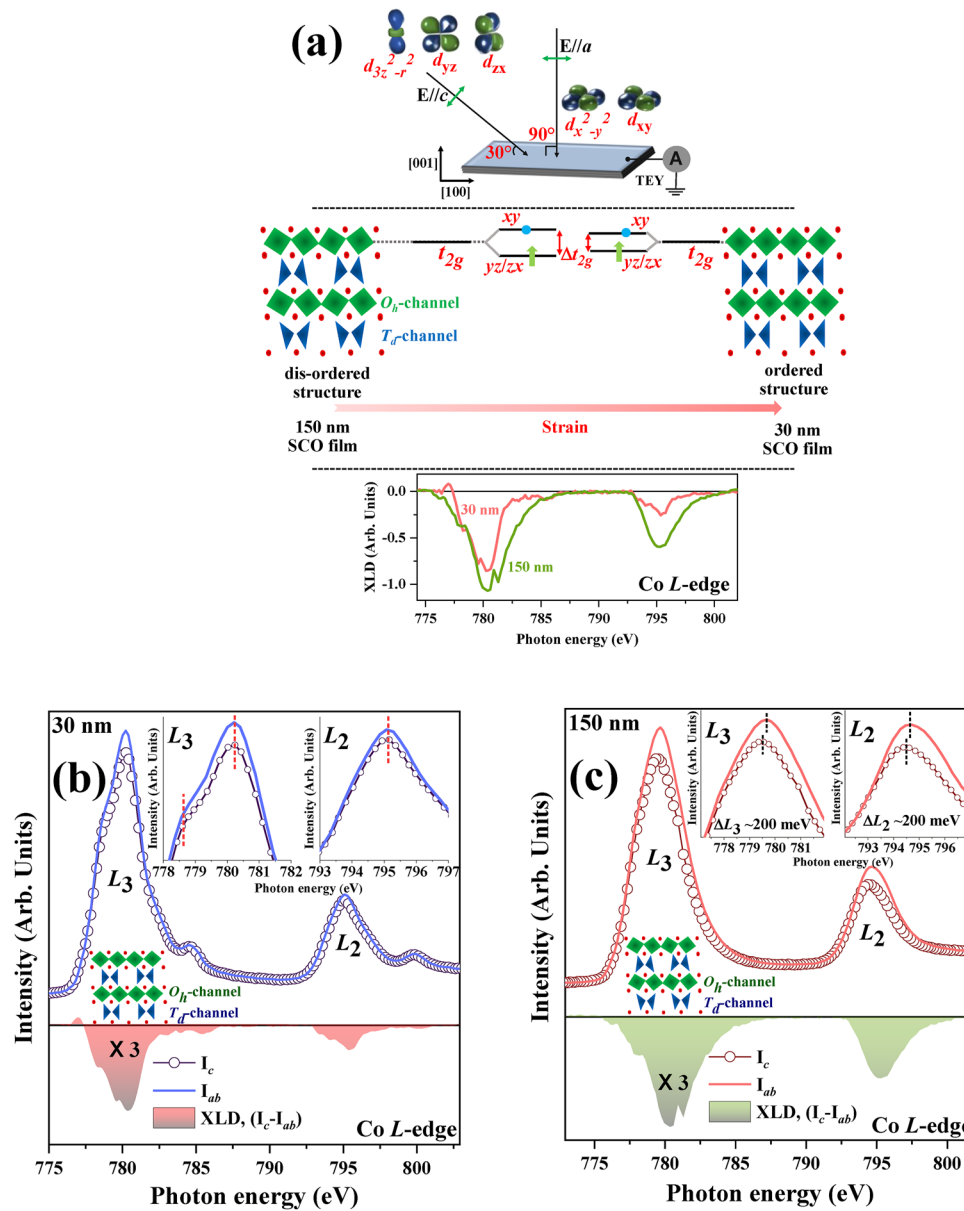 (a)
d3z²-r² dyz dzx
E//a
E//c
dx²-y² dxy
90°
30°
A
[001]
[100]
TEY
xy xy
t2g yz/zx Δt2g yz/zx t2g
Oh-channel
Td-channel
dis-ordered
structure
ordered
structure
Strain
150 nm
SCO film
30 nm
SCO film
XLD (Arb. Units)
0.0
-0.5
-1.0
30 nm
150 nm
Co L-edge
775 780 785 790 795 800
Photon energy (eV)
30 nm
(b)
Intensity (Arb. Units)
L3
Intensity (Arb. Units)
L2
Intensity (Arb. Units)
778 779 780 781 782
793 794 795 796 797
Photon energy (eV)
L3
L2
Oh-channel
Td-channel
X 3
Ic
Iab
XLD, (Ic-Iab)
Co L-edge
775 780 785 790 795 800
Photon energy (eV)
150 nm
(c)
Intensity (Arb. Units)
L3
Intensity (Arb. Units)
ΔL3 ~200 meV
L2
Intensity (Arb. Units)
ΔL2 ~200 meV
778 779 780 781
793 794 795 796
Photon energy (eV)
L3
L2
Oh-channel
Td-channel
X 3
Ic
Iab
XLD, (Ic-Iab)
Co L-edge
775 780 785 790 795
Photon energy (eV)